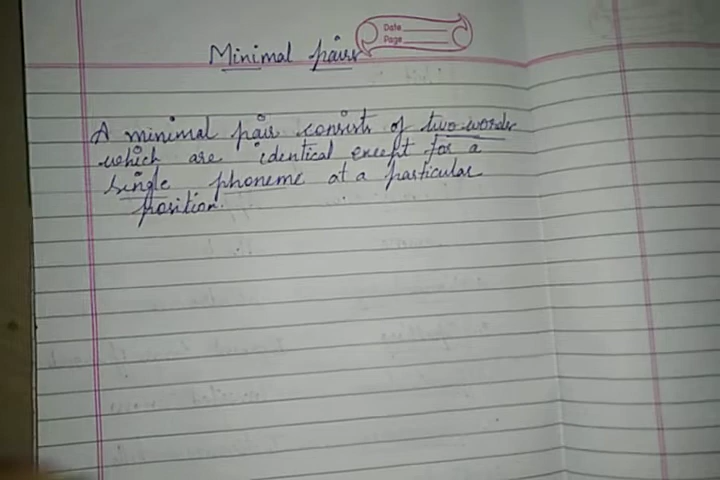 Date
Page
Minimal pairs
A minimal pair consists of two words
which are identical except for a
single phoneme at a particular
position.